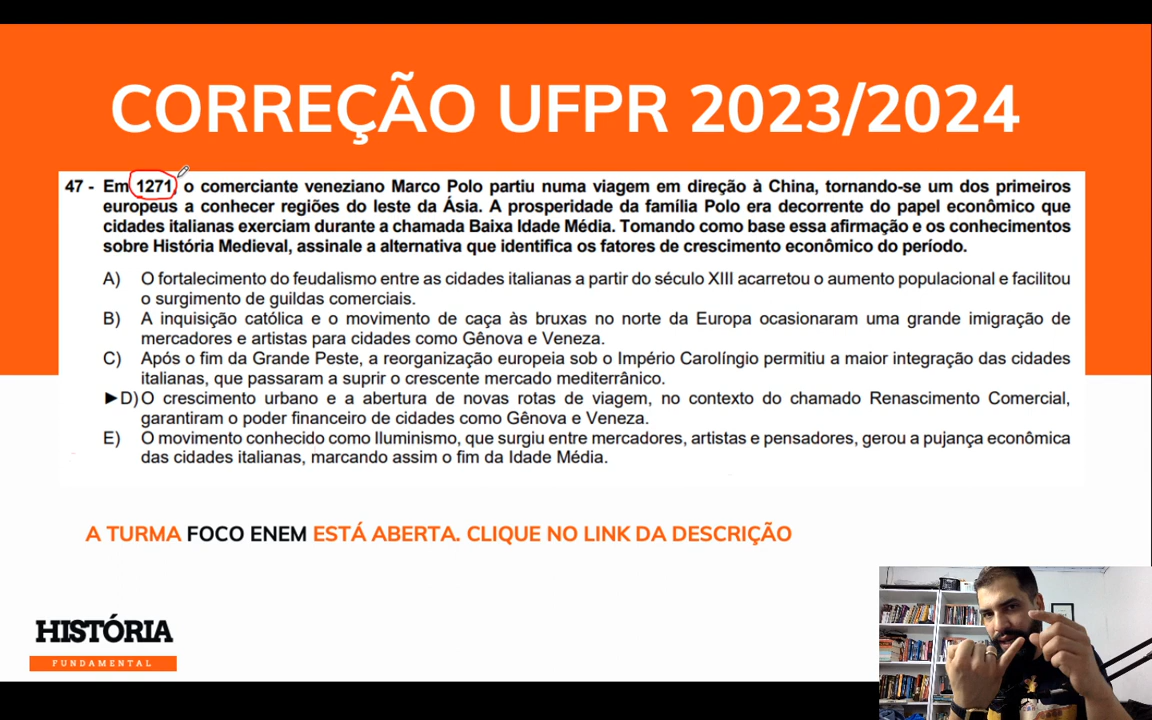 CORREÇÃO UFPR 2023/2024
47 - Em 1271, o comerciante veneziano Marco Polo partiu numa viagem em direção à China, tornando-se um dos primeiros
europeus a conhecer regiões do leste da Ásia. A prosperidade da família Polo era decorrente do papel econômico que
cidades italianas exerciam durante a chamada Baixa Idade Média. Tomando como base essa afirmação e os conhecimentos
sobre História Medieval, assinale a alternativa que identifica os fatores de crescimento econômico do período.
A) O fortalecimento do feudalismo entre as cidades italianas a partir do século XIII acarretou o aumento populacional e facilitou
o surgimento de guildas comerciais.
B) A inquisição católica e o movimento de caça às bruxas no norte da Europa ocasionaram uma grande imigração de
mercadores e artistas para cidades como Gênova e Veneza.
C) Após o fim da Grande Peste, a reorganização europeia sob o Império Carolíngio permitiu a maior integração das cidades
italianas, que passaram a suprir o crescente mercado mediterrânico.
►D) O crescimento urbano e a abertura de novas rotas de viagem, no contexto do chamado Renascimento Comercial,
garantiram o poder financeiro de cidades como Gênova e Veneza.
E) O movimento conhecido como Iluminismo, que surgiu entre mercadores, artistas e pensadores, gerou a pujança econômica
das cidades italianas, marcando assim o fim da Idade Média.
A TURMA FOCO ENEM ESTÁ ABERTA. CLIQUE NO LINK DA DESCRIÇÃO
HISTÓRIA
FUNDAMENTAL